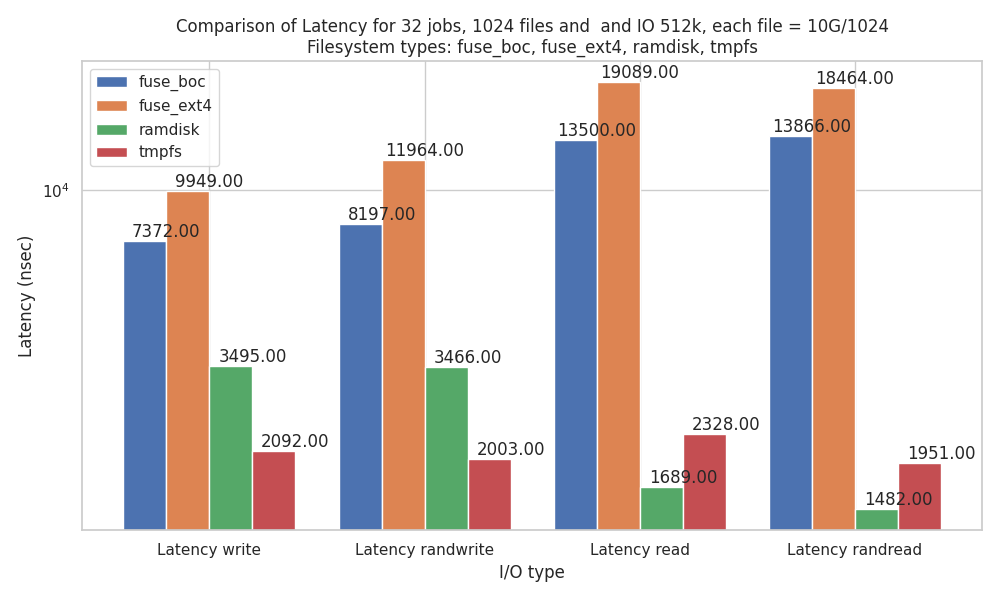 Comparison of Latency for 32 jobs, 1024 files and  and IO 512k, each file = 10G/1024
Filesystem types: fuse_boc, fuse_ext4, ramdisk, tmpfs
fuse_boc
fuse_ext4
ramdisk
tmpfs
Latency (nsec)
10⁴
7372.00
9949.00
3495.00
2092.00
8197.00
11964.00
3466.00
2003.00
13500.00
19089.00
1689.00
2328.00
13866.00
18464.00
1482.00
1951.00
Latency write
Latency randwrite
Latency read
Latency randread
I/O type